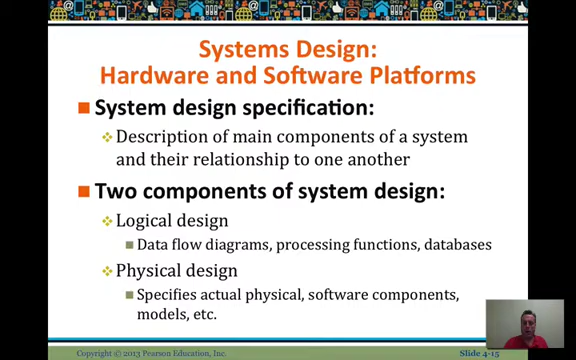 Systems Design:
Hardware and Software Platforms
System design specification:
Description of main components of a system
and their relationship to one another
Two components of system design:
Logical design
Data flow diagrams, processing functions, databases
Physical design
Specifies actual physical, software components,
models, etc.
Copyright © 2013 Pearson Education, Inc.
Slide 4-15